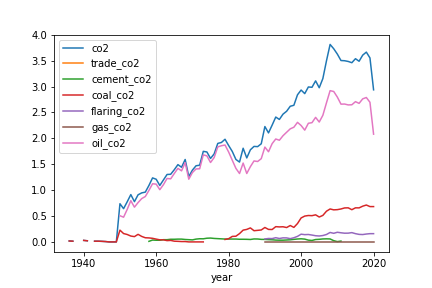 4.0
3.5
3.0
2.5
2.0
1.5
1.0
0.5
0.0
co2
trade_co2
cement_co2
coal_co2
flaring_co2
gas_co2
oil_co2
1940 1960 1980 2000 2020
year